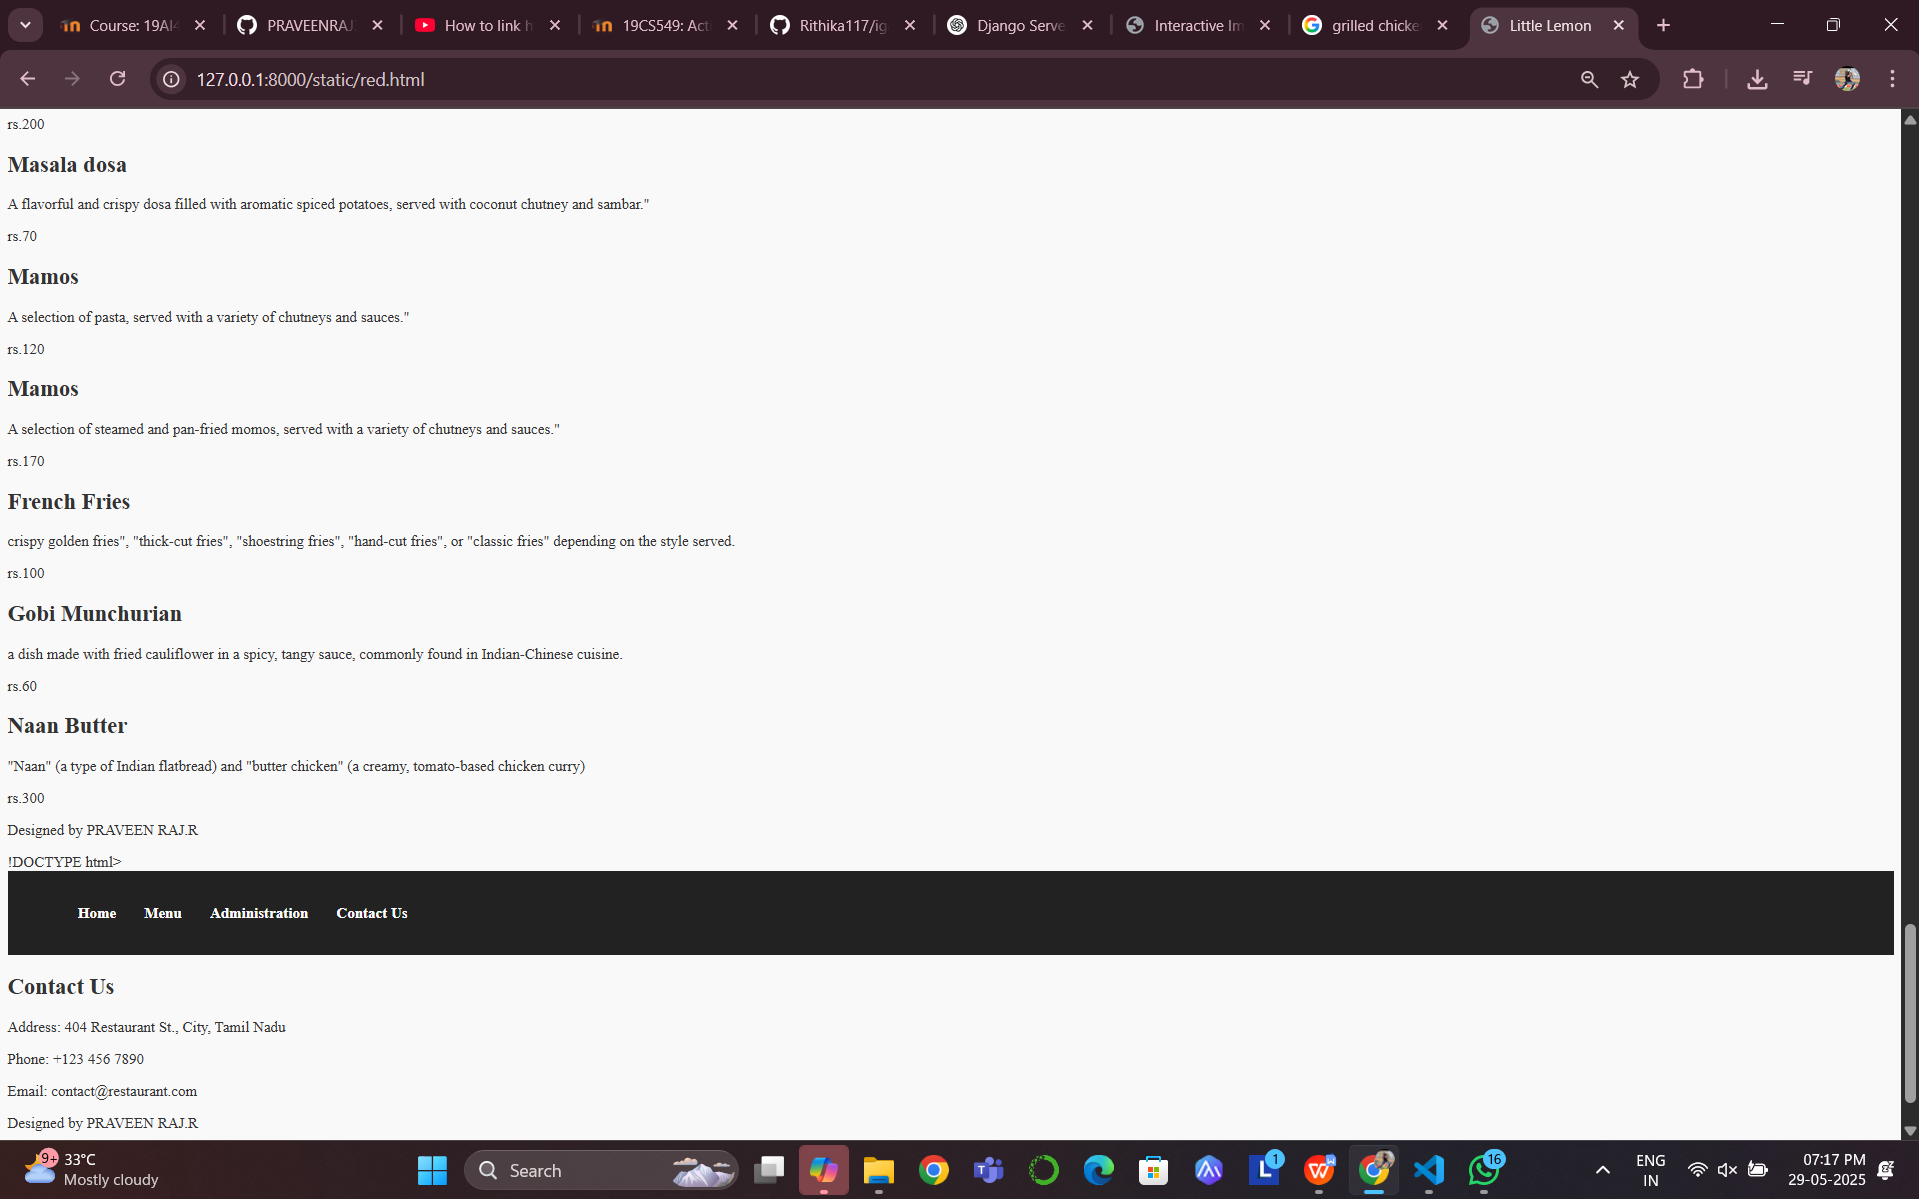 Course: 19AI4
PRAVEENRAJ
How to link h
19CS549: Acti
Rithika117/ig
Django Serve
Interactive Im
grilled chicke
Little Lemon
127.0.0.1:8000/static/red.html
rs.200
Masala dosa
A flavorful and crispy dosa filled with aromatic spiced potatoes, served with coconut chutney and sambar."
rs.70
Mamos
A selection of pasta, served with a variety of chutneys and sauces."
rs.120
Mamos
A selection of steamed and pan-fried momos, served with a variety of chutneys and sauces."
rs.170
French Fries
crispy golden fries", "thick-cut fries", "shoestring fries", "hand-cut fries", or "classic fries" depending on the style served.
rs.100
Gobi Munchurian
a dish made with fried cauliflower in a spicy, tangy sauce, commonly found in Indian-Chinese cuisine.
rs.60
Naan Butter
"Naan" (a type of Indian flatbread) and "butter chicken" (a creamy, tomato-based chicken curry)
rs.300
Designed by PRAVEEN RAJ.R
!DOCTYPE html>
Home Menu Administration Contact Us
Contact Us
Address: 404 Restaurant St., City, Tamil Nadu
Phone: +123 456 7890
Email: contact@restaurant.com
Designed by PRAVEEN RAJ.R
9+
33°C
Mostly cloudy
Search
1
16
ENG
IN
07:17 PM
29-05-2025